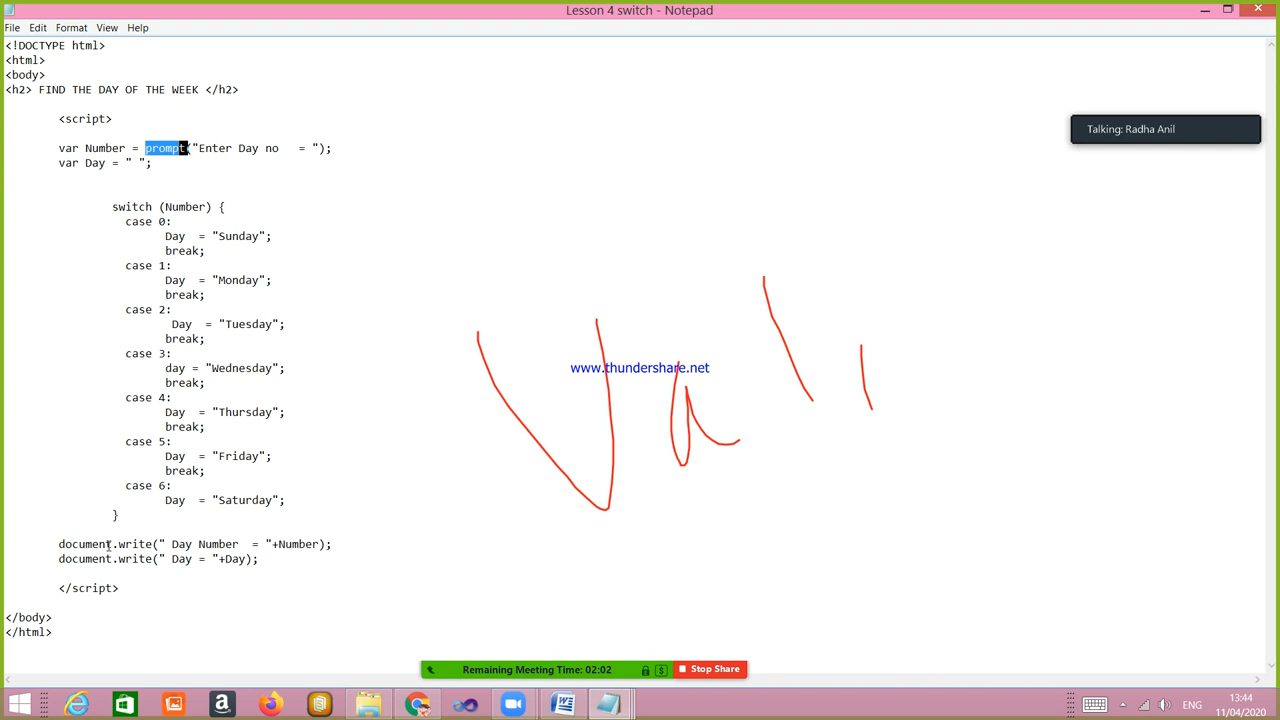 Lesson 4 switch - Notepad
File Edit Format View Help
<!DOCTYPE html>
<html>
<body>
<h2> FIND THE DAY OF THE WEEK </h2>
<script>
var Number = prompt("Enter Day no   = ");
var Day = " ";
switch (Number) {
case 0:
Day  = "Sunday";
break;
case 1:
Day  = "Monday";
break;
case 2:
Day  = "Tuesday";
break;
case 3:
day = "Wednesday";
break;
case 4:
Day  = "Thursday";
break;
case 5:
Day  = "Friday";
break;
case 6:
Day  = "Saturday";
}
document.write(" Day Number  = "+Number);
document.write(" Day = "+Day);
</script>
</body>
</html>
Talking: Radha Anil
www.thundershare.net
Remaining Meeting Time: 02:02 Stop Share
ENG
13:44
11/04/2020